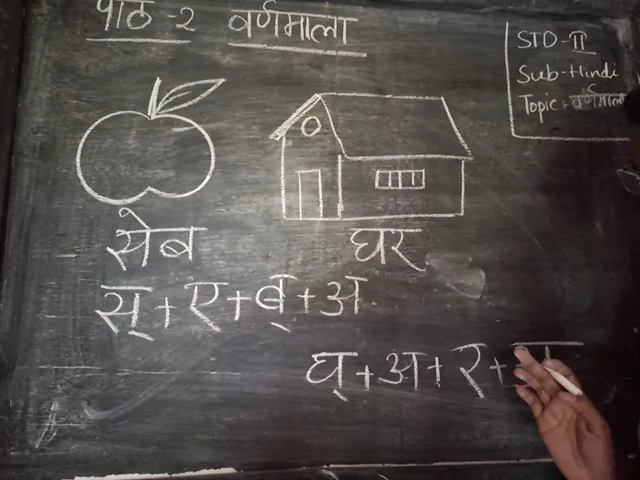 पाठ -2 वर्णमाला
STD-II
Sub-Hindi
Topic: वर्णमाला
सेब
घर
स्+ए+ब्+अ
घ्+अ+र्+